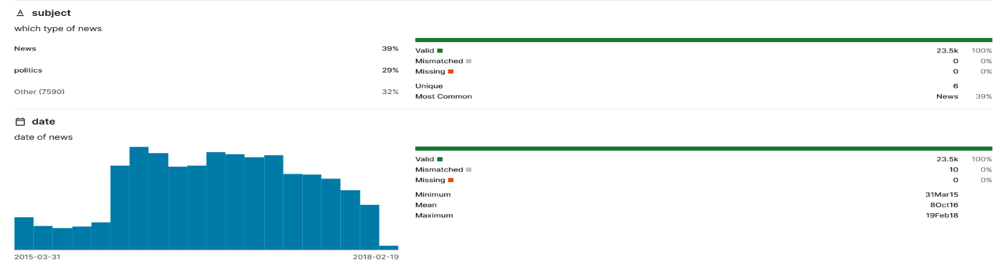 subject
which type of news
News 39%
politics 29%
Other (7590) 32%
Valid 23.5k 100%
Mismatched 0 0%
Missing 0 0%
Unique 6
Most Common News 39%
date
date of news
2015-03-31 2018-02-19
Valid 23.5k 100%
Mismatched 10 0%
Missing 0 0%
Minimum 31Mar15
Mean 8Oct16
Maximum 19Feb18